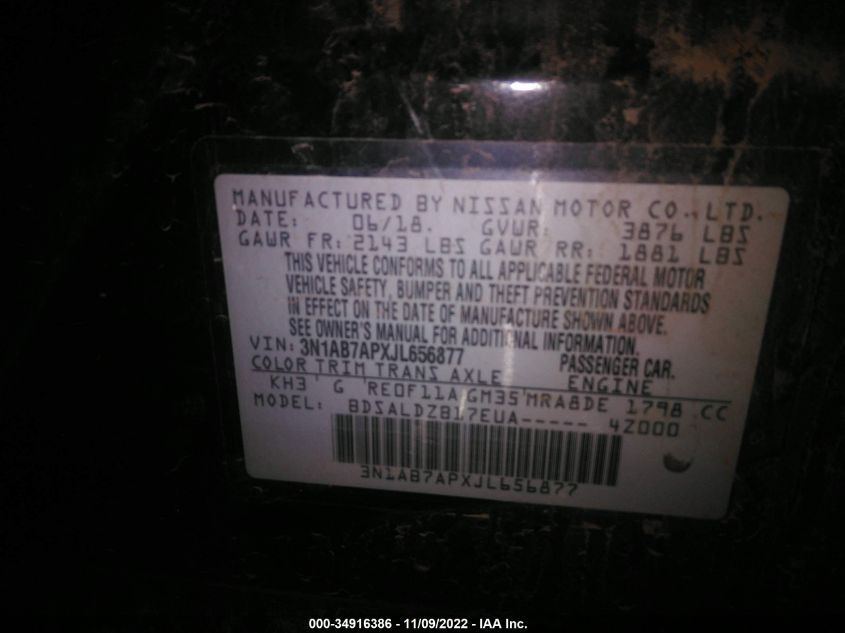 MANUFACTURED BY NISSAN MOTOR CO., LTD.
DATE: 06/18. GVWR: 3876 LBS
GAWR FR: 2143 LBS GAWR RR: 1881 LBS
THIS VEHICLE CONFORMS TO ALL APPLICABLE FEDERAL MOTOR
VEHICLE SAFETY, BUMPER AND THEFT PREVENTION STANDARDS
IN EFFECT ON THE DATE OF MANUFACTURE SHOWN ABOVE.
SEE OWNER'S MANUAL FOR ADDITIONAL INFORMATION.
VIN: 3N1AB7APXJL656877 PASSENGER CAR.
COLOR TRIM TRANS AXLE ENGINE
KH3 G RE0F11A GM35 MRA8DE 1798 CC
MODEL: BDSALDZB17EUA----- 4Z000
3N1AB7APXJL656877
000-34916386 - 11/09/2022 - IAA Inc.